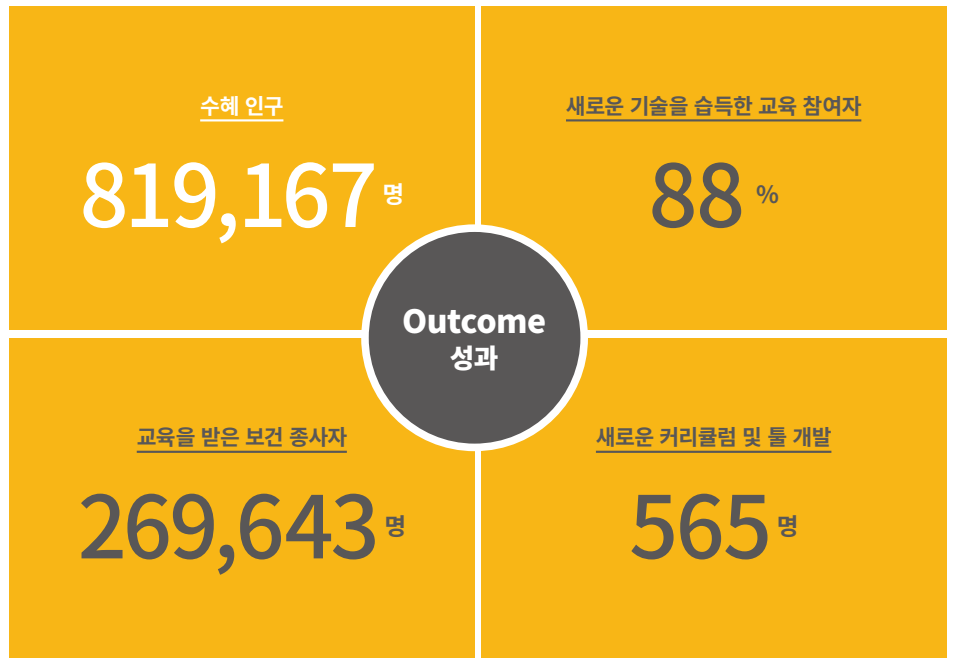 수혜 인구
819,167 명
새로운 기술을 습득한 교육 참여자
88 %
Outcome
성과
교육을 받은 보건 종사자
269,643 명
새로운 커리큘럼 및 툴 개발
565 명